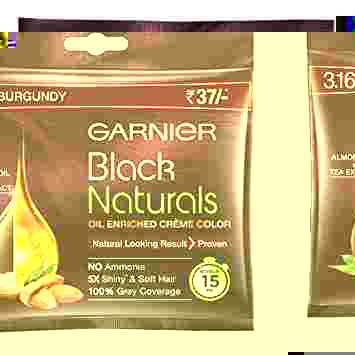 BURGUNDY
₹37/-
3.16
GARNIER
Black
Naturals
OIL ENRICHED CRÈME COLOR
OIL
ALMON
TEA EX
Natural Looking Result > Proven
NO Ammonia
5X Shiny & Soft Hair
100% Grey Coverage
15